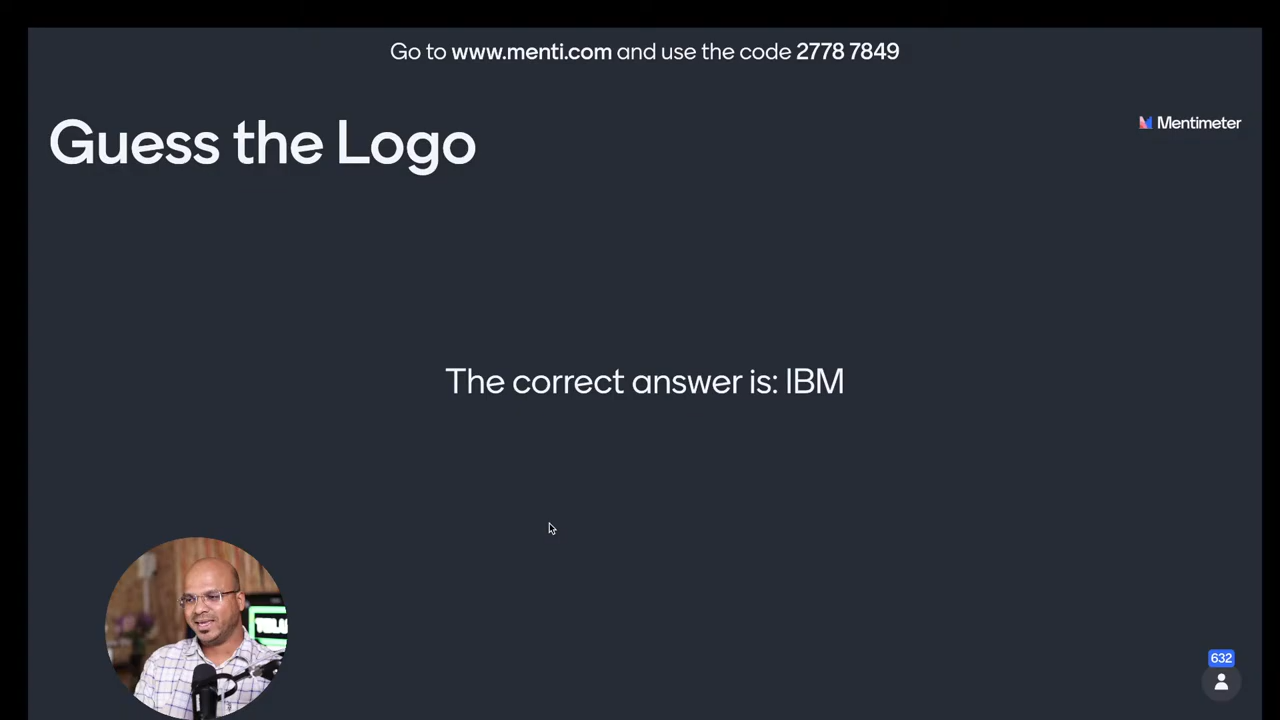 Go to www.menti.com and use the code 2778 7849
Guess the Logo
Mentimeter
The correct answer is: IBM
632